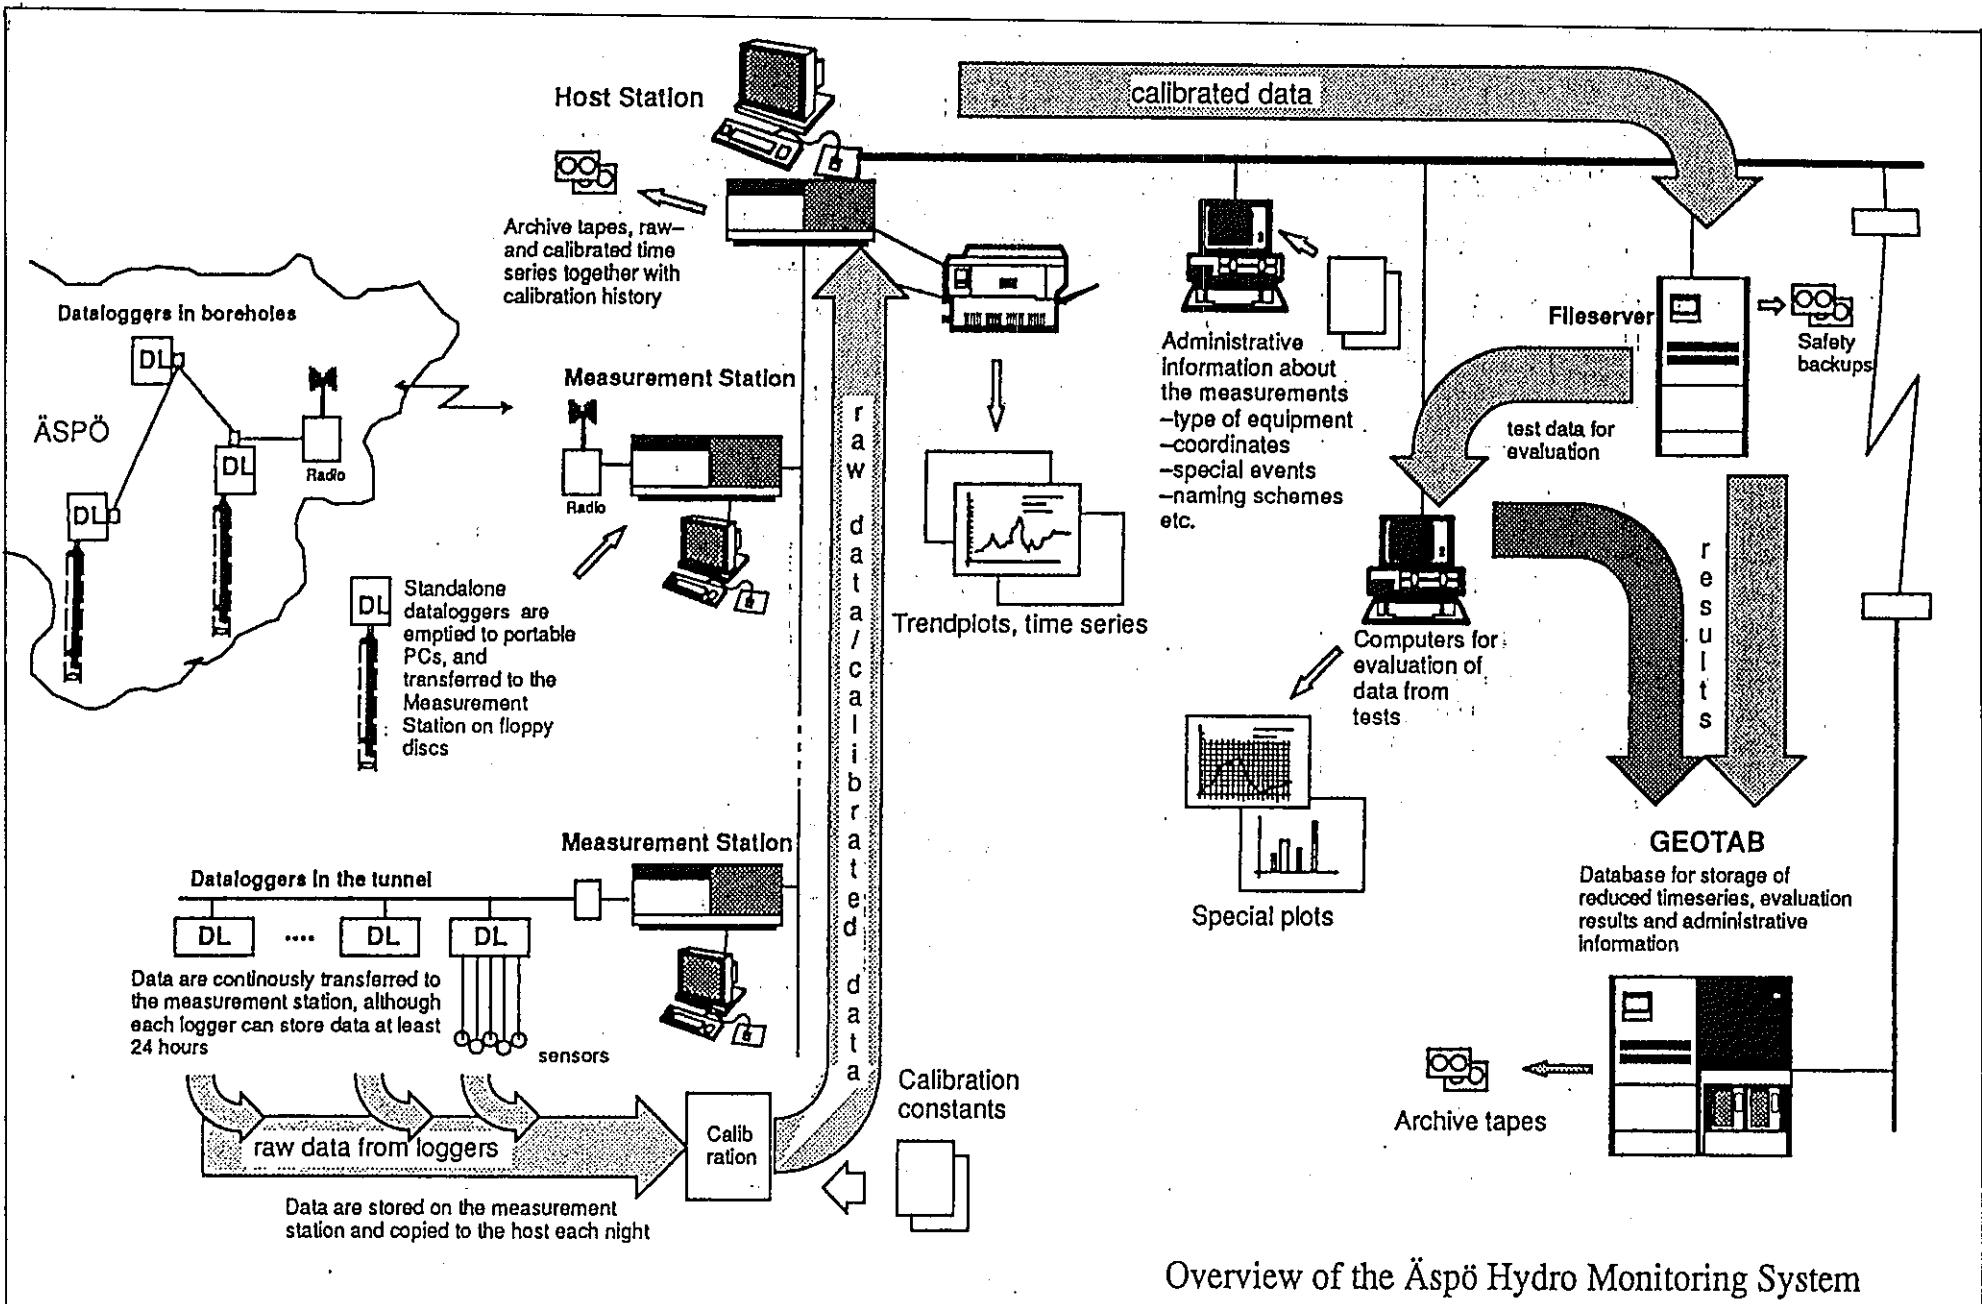 Host Station
calibrated data
Archive tapes, raw–
and calibrated time
series together with
calibration history
Dataloggers in boreholes
DL
ÄSPÖ
DL
DL
Radio
Measurement Station
Radio
DL
Standalone
dataloggers are
emptied to portable
PCs, and
transferred to the
Measurement
Station on floppy
discs
raw data/calibrated data
Trendplots, time series
Administrative
information about
the measurements
–type of equipment
–coordinates
–special events
–naming schemes
etc.
Fileserver
Safety
backups
test data for
evaluation
Computers for
evaluation of
data from
tests
results
Special plots
GEOTAB
Database for storage of
reduced timeseries, evaluation
results and administrative
information
Archive tapes
Measurement Station
Dataloggers in the tunnel
DL .... DL DL
Data are continously transferred to
the measurement station, although
each logger can store data at least
24 hours
sensors
raw data from loggers
Calib
ration
Calibration
constants
Data are stored on the measurement
station and copied to the host each night
Overview of the Äspö Hydro Monitoring System